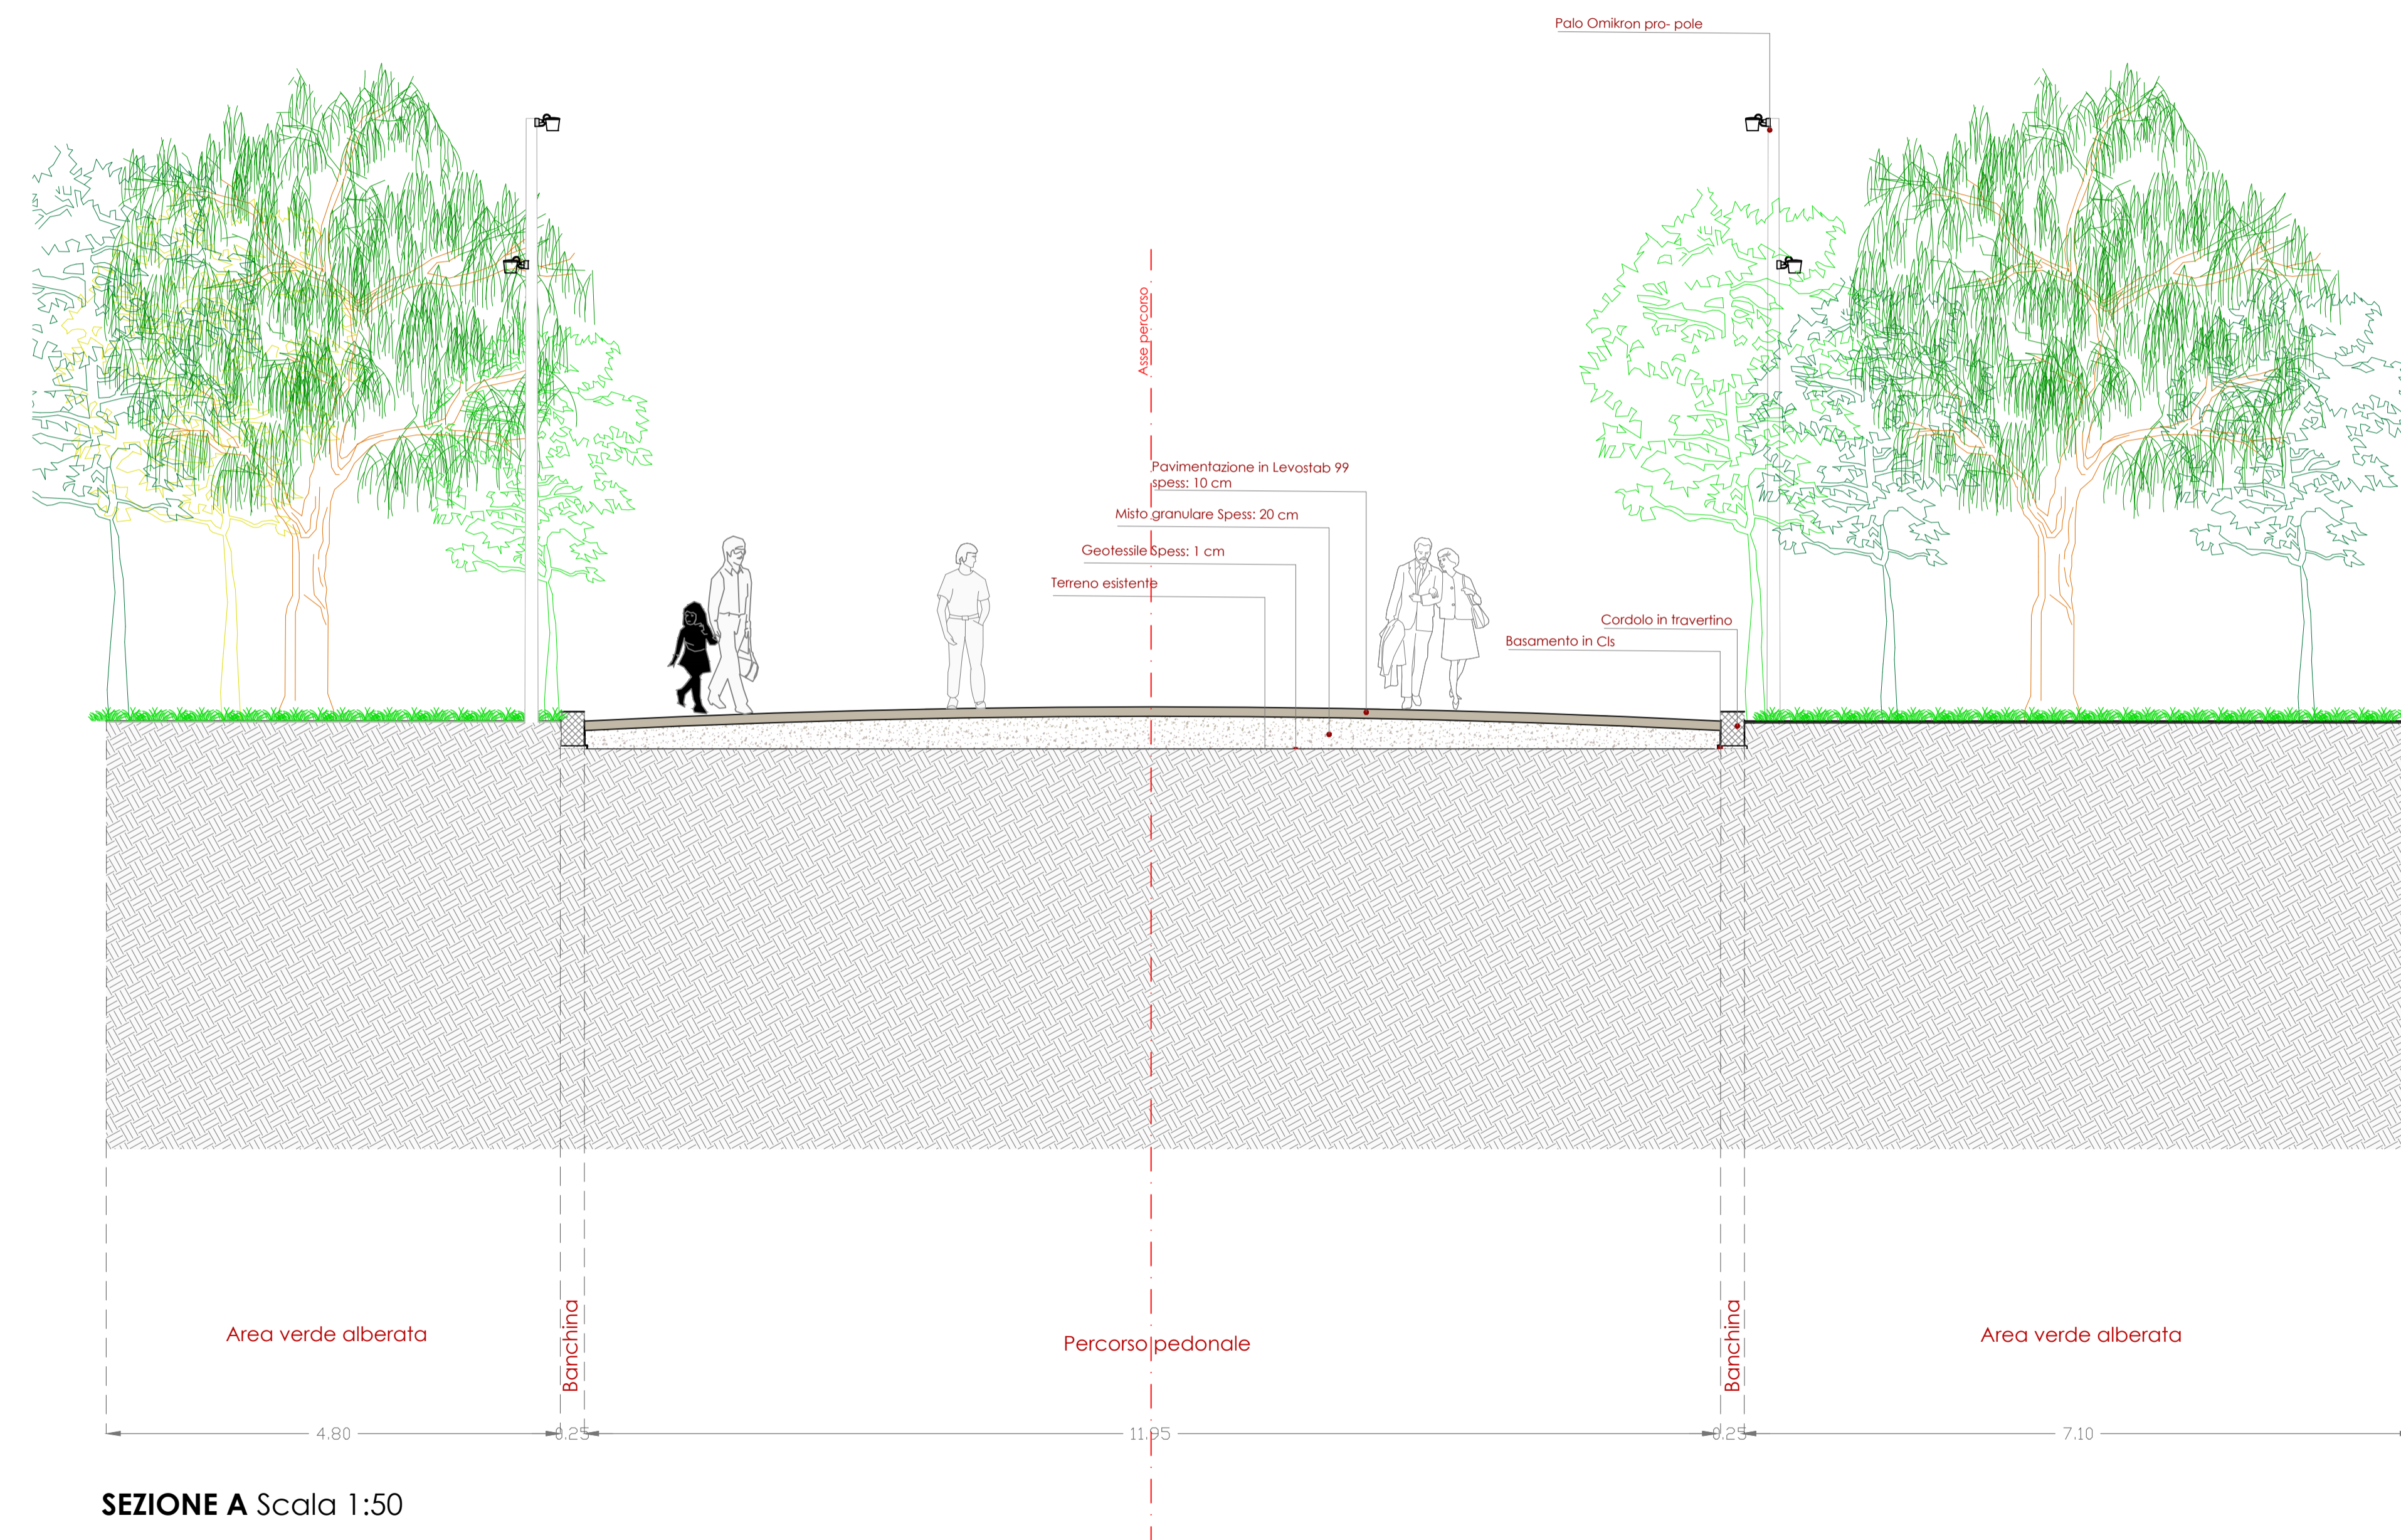 Palo Omikron pro- pole
Asse percorso
Pavimentazione in Levostab 99
spess: 10 cm
Misto granulare Spess: 20 cm
Geotessile Spess: 1 cm
Terreno esistente
Cordolo in travertino
Basamento in Cls
Area verde alberata
Banchina
Percorso pedonale
Banchina
Area verde alberata
4.80
0.25
11.95
0.25
7.10
SEZIONE A Scala 1:50